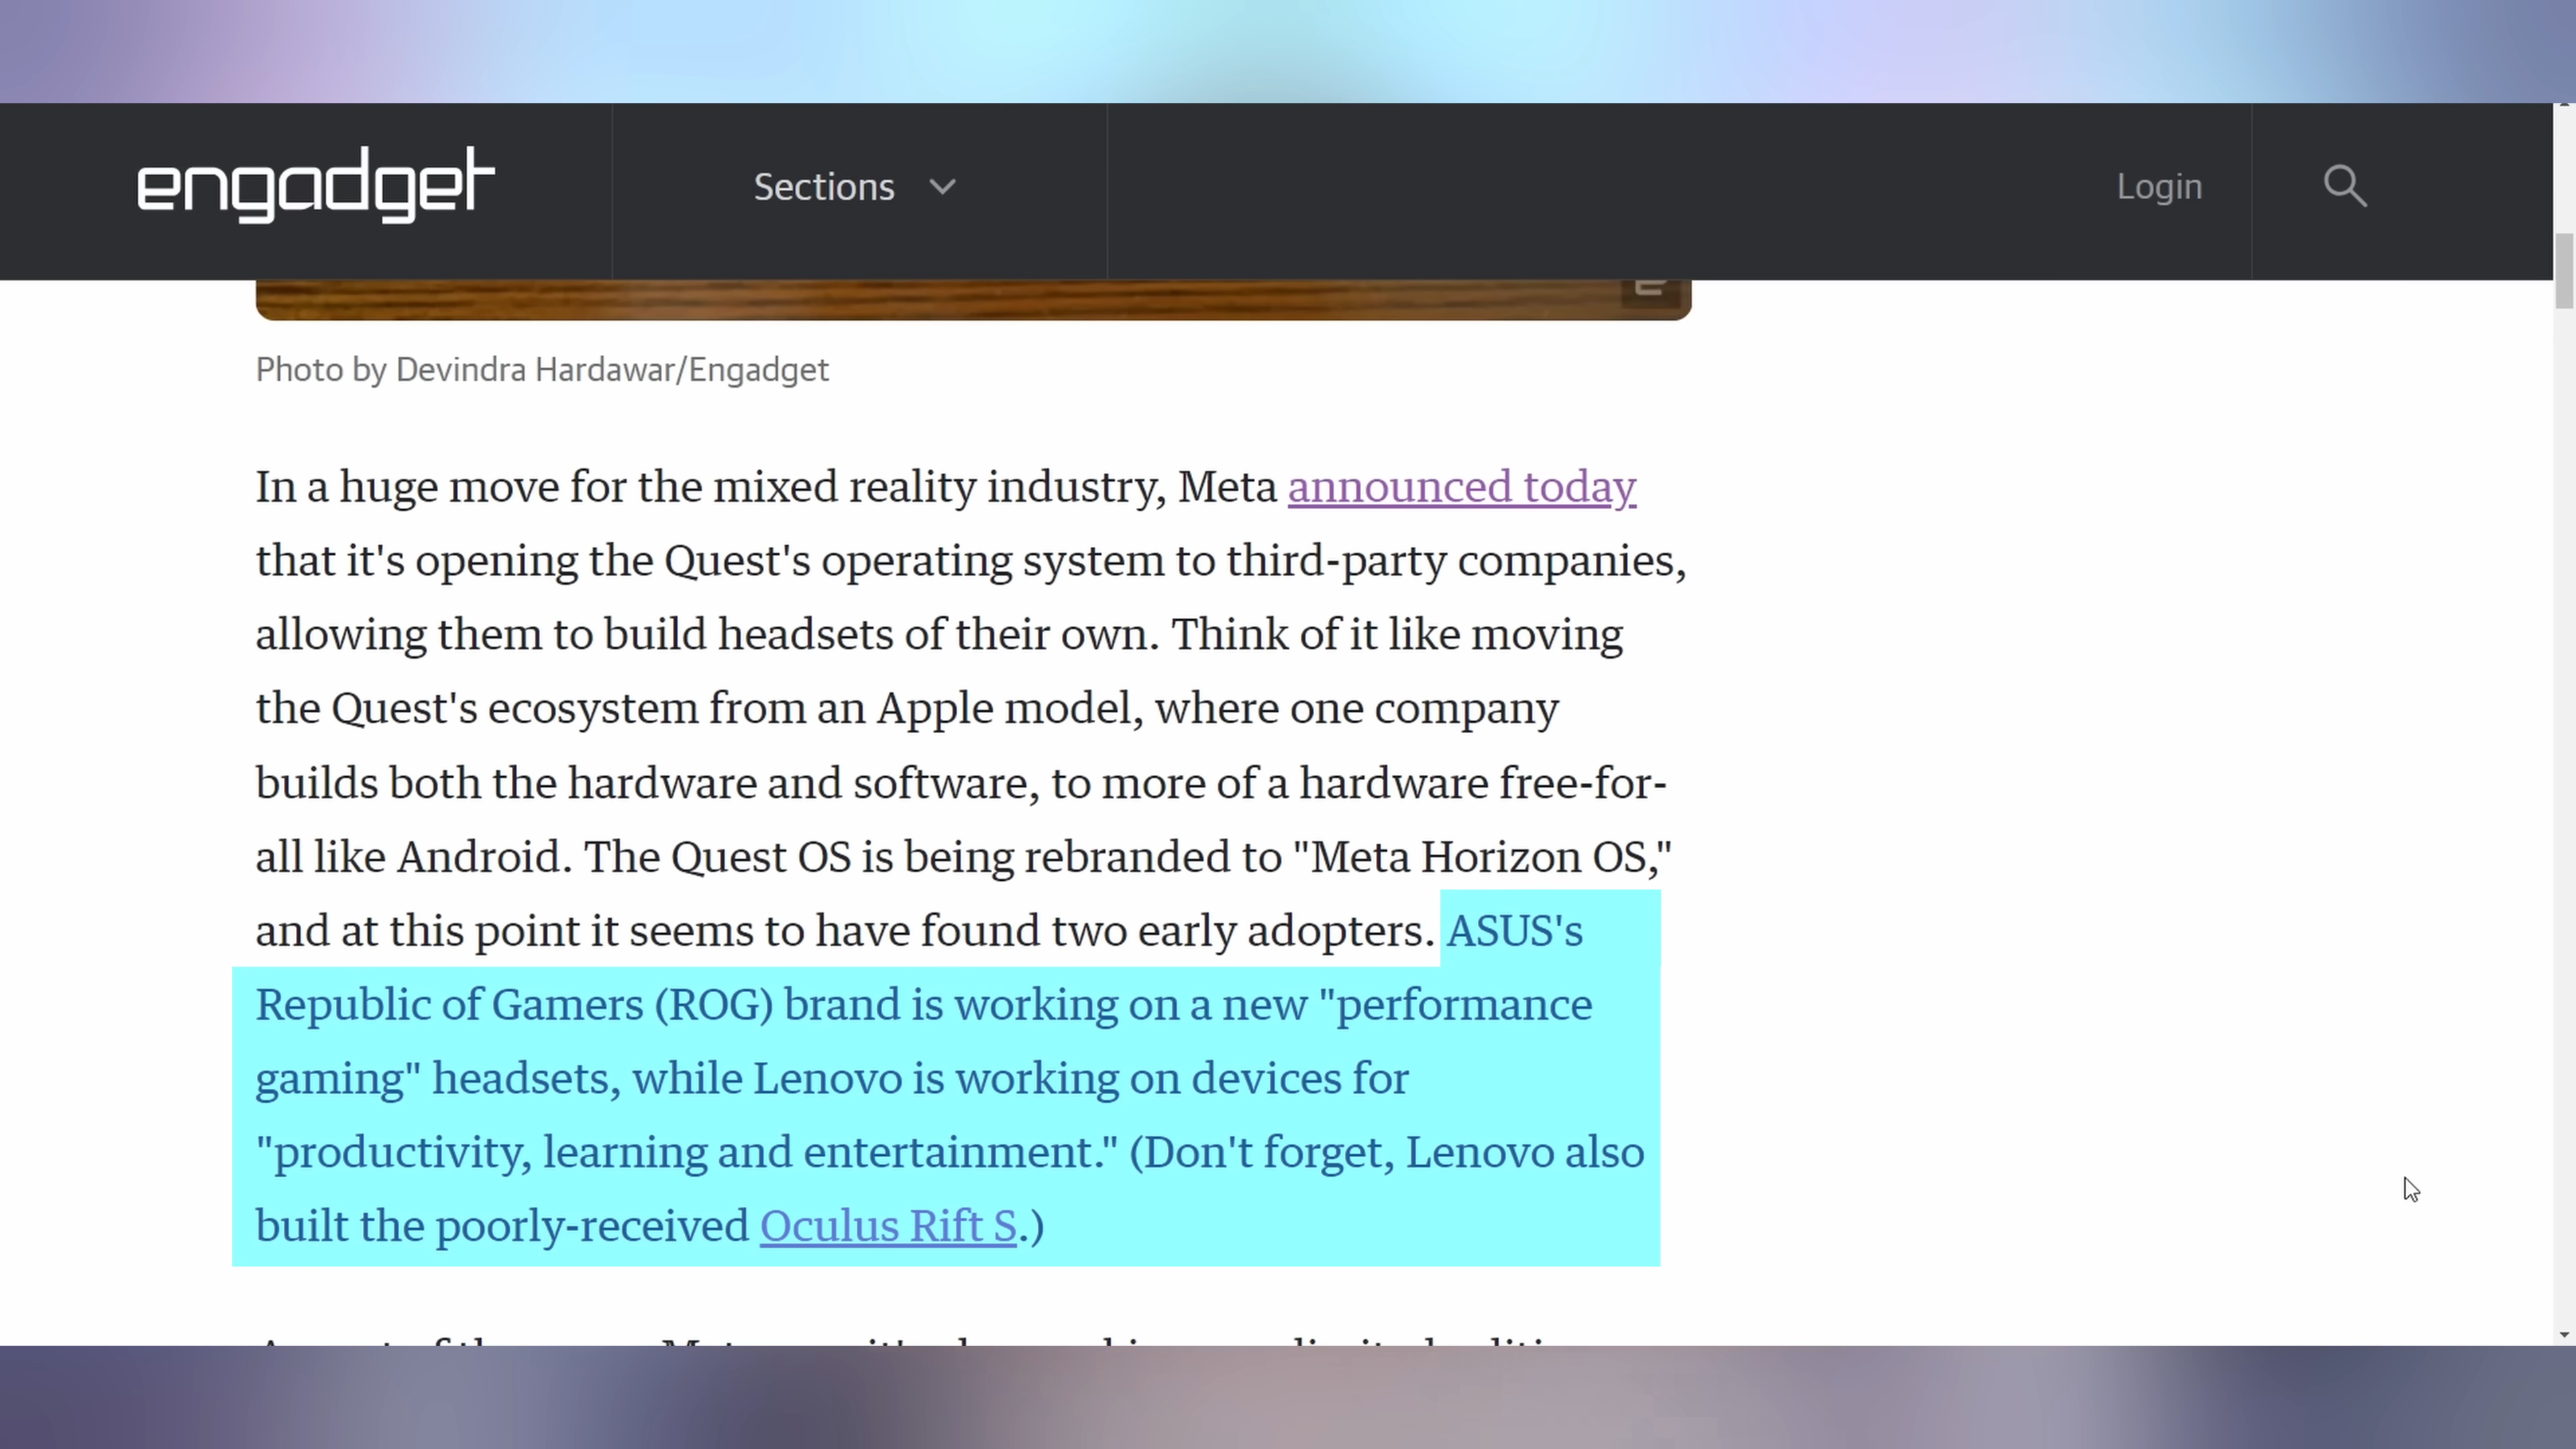 engadget
Sections
Login
Photo by Devindra Hardawar/Engadget
In a huge move for the mixed reality industry, Meta announced today
that it's opening the Quest's operating system to third-party companies,
allowing them to build headsets of their own. Think of it like moving
the Quest's ecosystem from an Apple model, where one company
builds both the hardware and software, to more of a hardware free-for-
all like Android. The Quest OS is being rebranded to "Meta Horizon OS,"
and at this point it seems to have found two early adopters. ASUS's
Republic of Gamers (ROG) brand is working on a new "performance
gaming" headsets, while Lenovo is working on devices for
"productivity, learning and entertainment." (Don't forget, Lenovo also
built the poorly-received Oculus Rift S.)